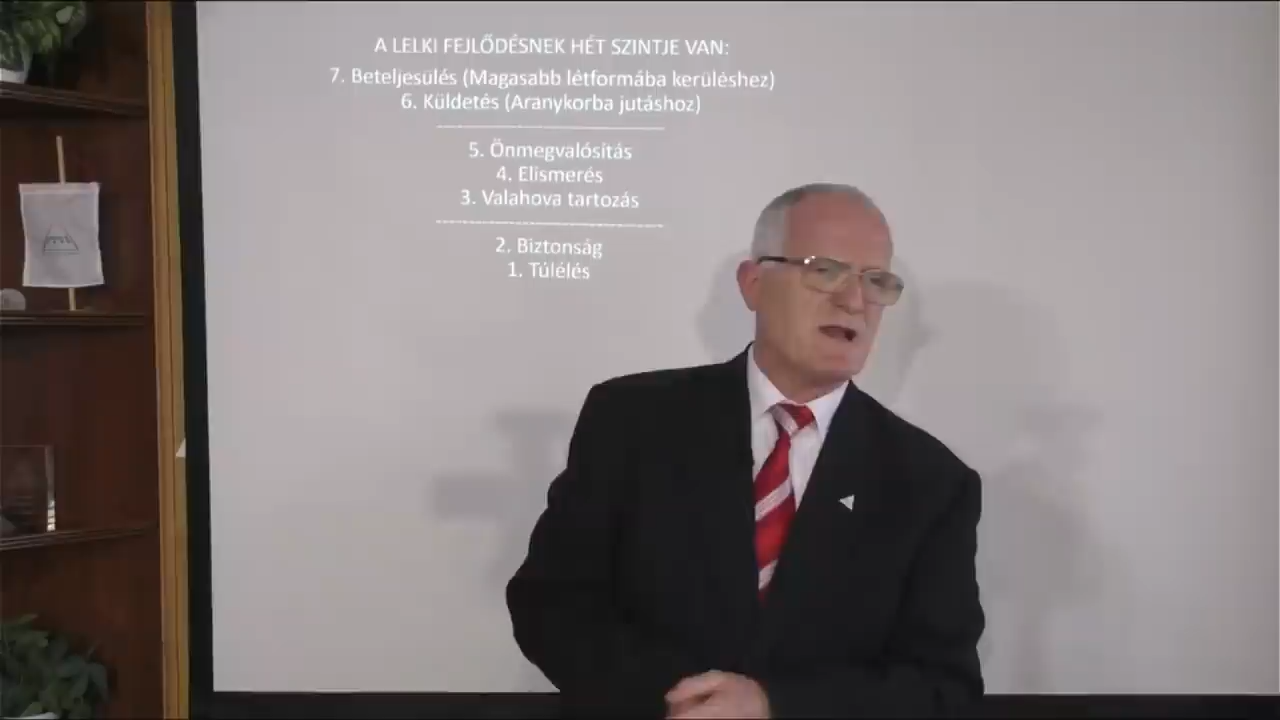 A LELKI FEJLŐDÉSNEK HÉT SZINTJE VAN:
7. Beteljesülés (Magasabb létformába kerüléshez)
6. Küldetés (Aranykorba jutáshoz)
5. Önmegvalósítás
4. Elismerés
3. Valahova tartozás
2. Biztonság
1. Túlélés